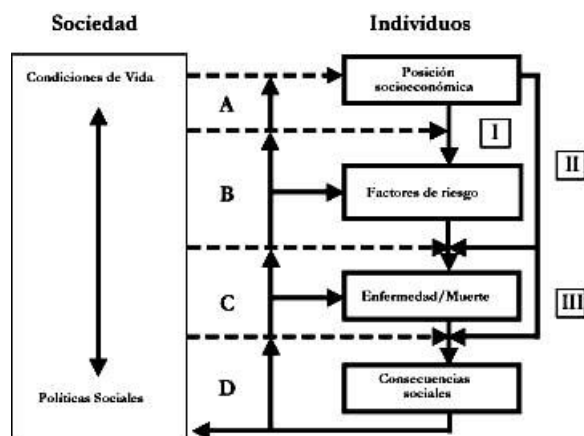 Sociedad
Individuos
Condiciones de Vida
Posición
socioeconómica
A
I
II
B
Factores de riesgo
C
Enfermedad/Muerte
III
D
Consecuencias
sociales
Políticas Sociales